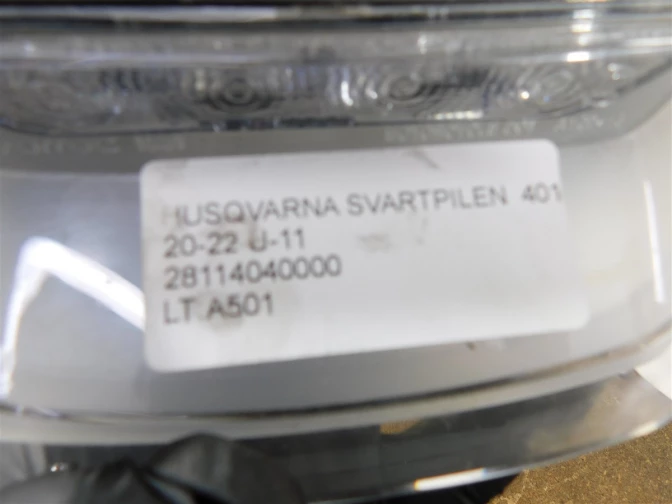 HUSQVARNA SVARTPILEN 401
20-22 U-11
28114040000
LT.A501